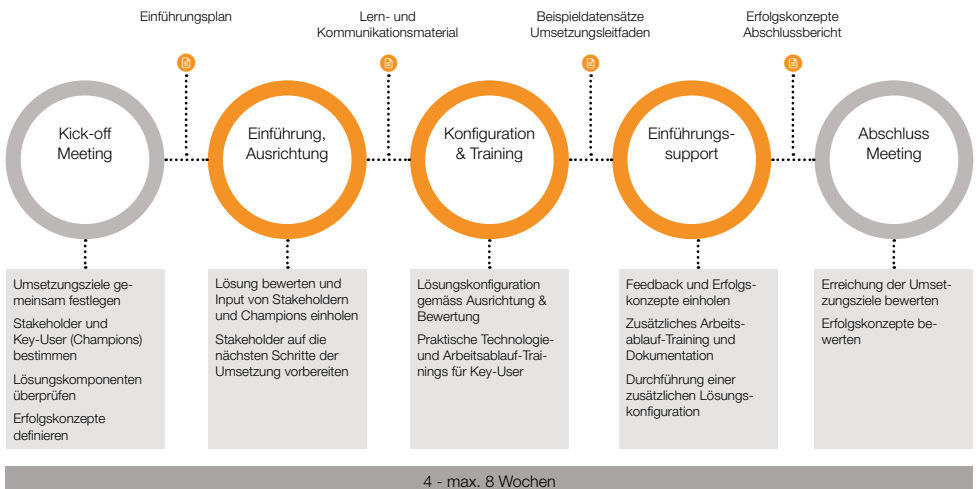 Einführungsplan
Lern- und
Kommunikationsmaterial
Beispieldatensätze
Umsetzungsleitfaden
Erfolgskonzepte
Abschlussbericht
Kick-off
Meeting
Einführung,
Ausrichtung
Konfiguration
& Training
Einführungs-
support
Abschluss
Meeting
Umsetzungsziele ge-
meinsam festlegen
Stakeholder und
Key-User (Champions)
bestimmen
Lösungskomponenten
überprüfen
Erfolgskonzepte
definieren
Lösung bewerten und
Input von Stakeholdern
und Champions einholen
Stakeholder auf die
nächsten Schritte der
Umsetzung vorbereiten
Lösungskonfiguration
gemäss Ausrichtung &
Bewertung
Praktische Technologie-
und Arbeitsablauf-Trai-
nings für Key-User
Feedback und Erfolgs-
konzepte einholen
Zusätzliches Arbeits-
ablauf-Training und
Dokumentation
Durchführung einer
zusätzlichen Lösungs-
konfiguration
Erreichung der Umset-
zungsziele bewerten
Erfolgskonzepte be-
werten
4 - max. 8 Wochen